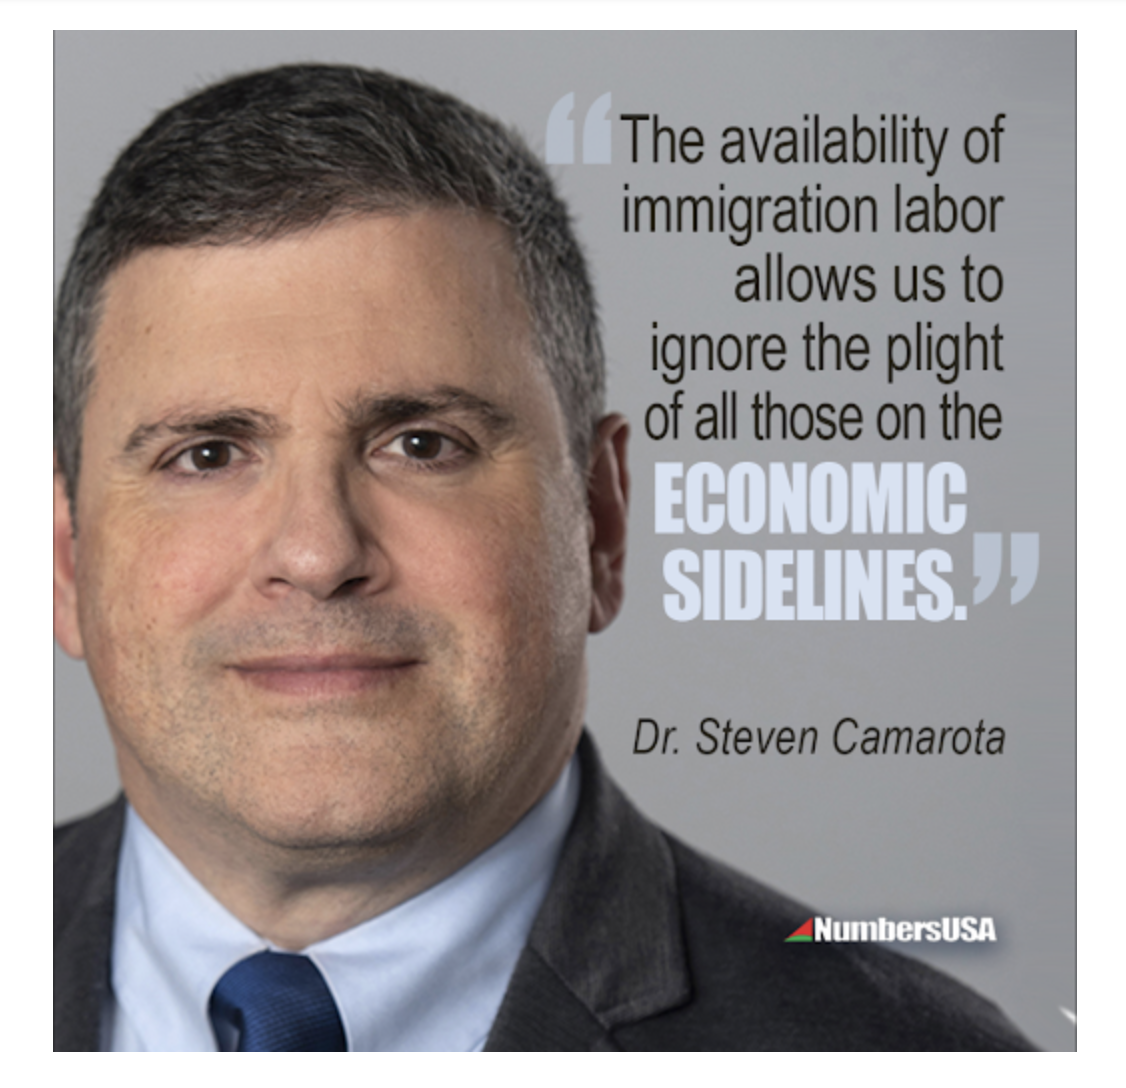 “The availability of
immigration labor
allows us to
ignore the plight
of all those on the
ECONOMIC
SIDELINES.”
Dr. Steven Camarota
NumbersUSA